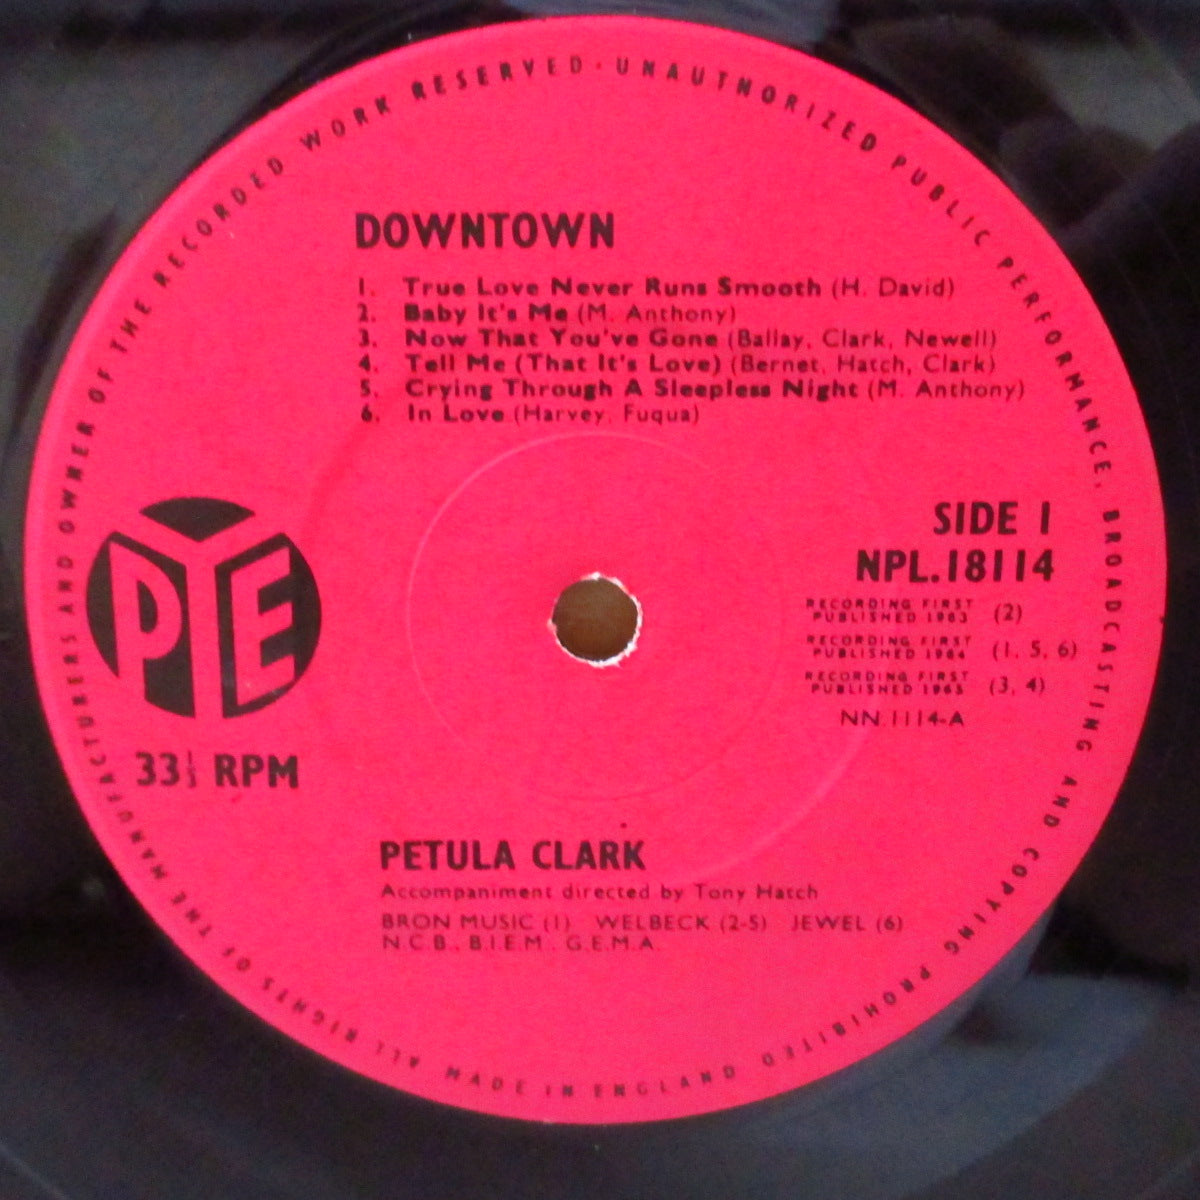 ALL RIGHTS OF THE MANUFACTURERS AND OWNER OF THE RECORDED WORK RESERVED · UNAUTHORIZED PUBLIC PERFORMANCE, BROADCASTING AND COPYING PROHIBITED
DOWNTOWN
1. True Love Never Runs Smooth (H. David)
2. Baby It's Me (M. Anthony)
3. Now That You've Gone (Ballay, Clark, Newell)
4. Tell Me (That It's Love) (Bernet, Hatch, Clark)
5. Crying Through A Sleepless Night (M. Anthony)
6. In Love (Harvey, Fuqua)
PYE
33⅓ RPM
SIDE 1
NPL.18114
RECORDING FIRST
PUBLISHED 1963 (2)
RECORDING FIRST
PUBLISHED 1964 (1, 5, 6)
RECORDING FIRST
PUBLISHED 1965 (3, 4)
NN.1114-A
PETULA CLARK
Accompaniment directed by Tony Hatch
BRON MUSIC (1) WELBECK (2-5) JEWEL (6)
N.C.B., B.I.E.M., G.E.M.A.
MADE IN ENGLAND